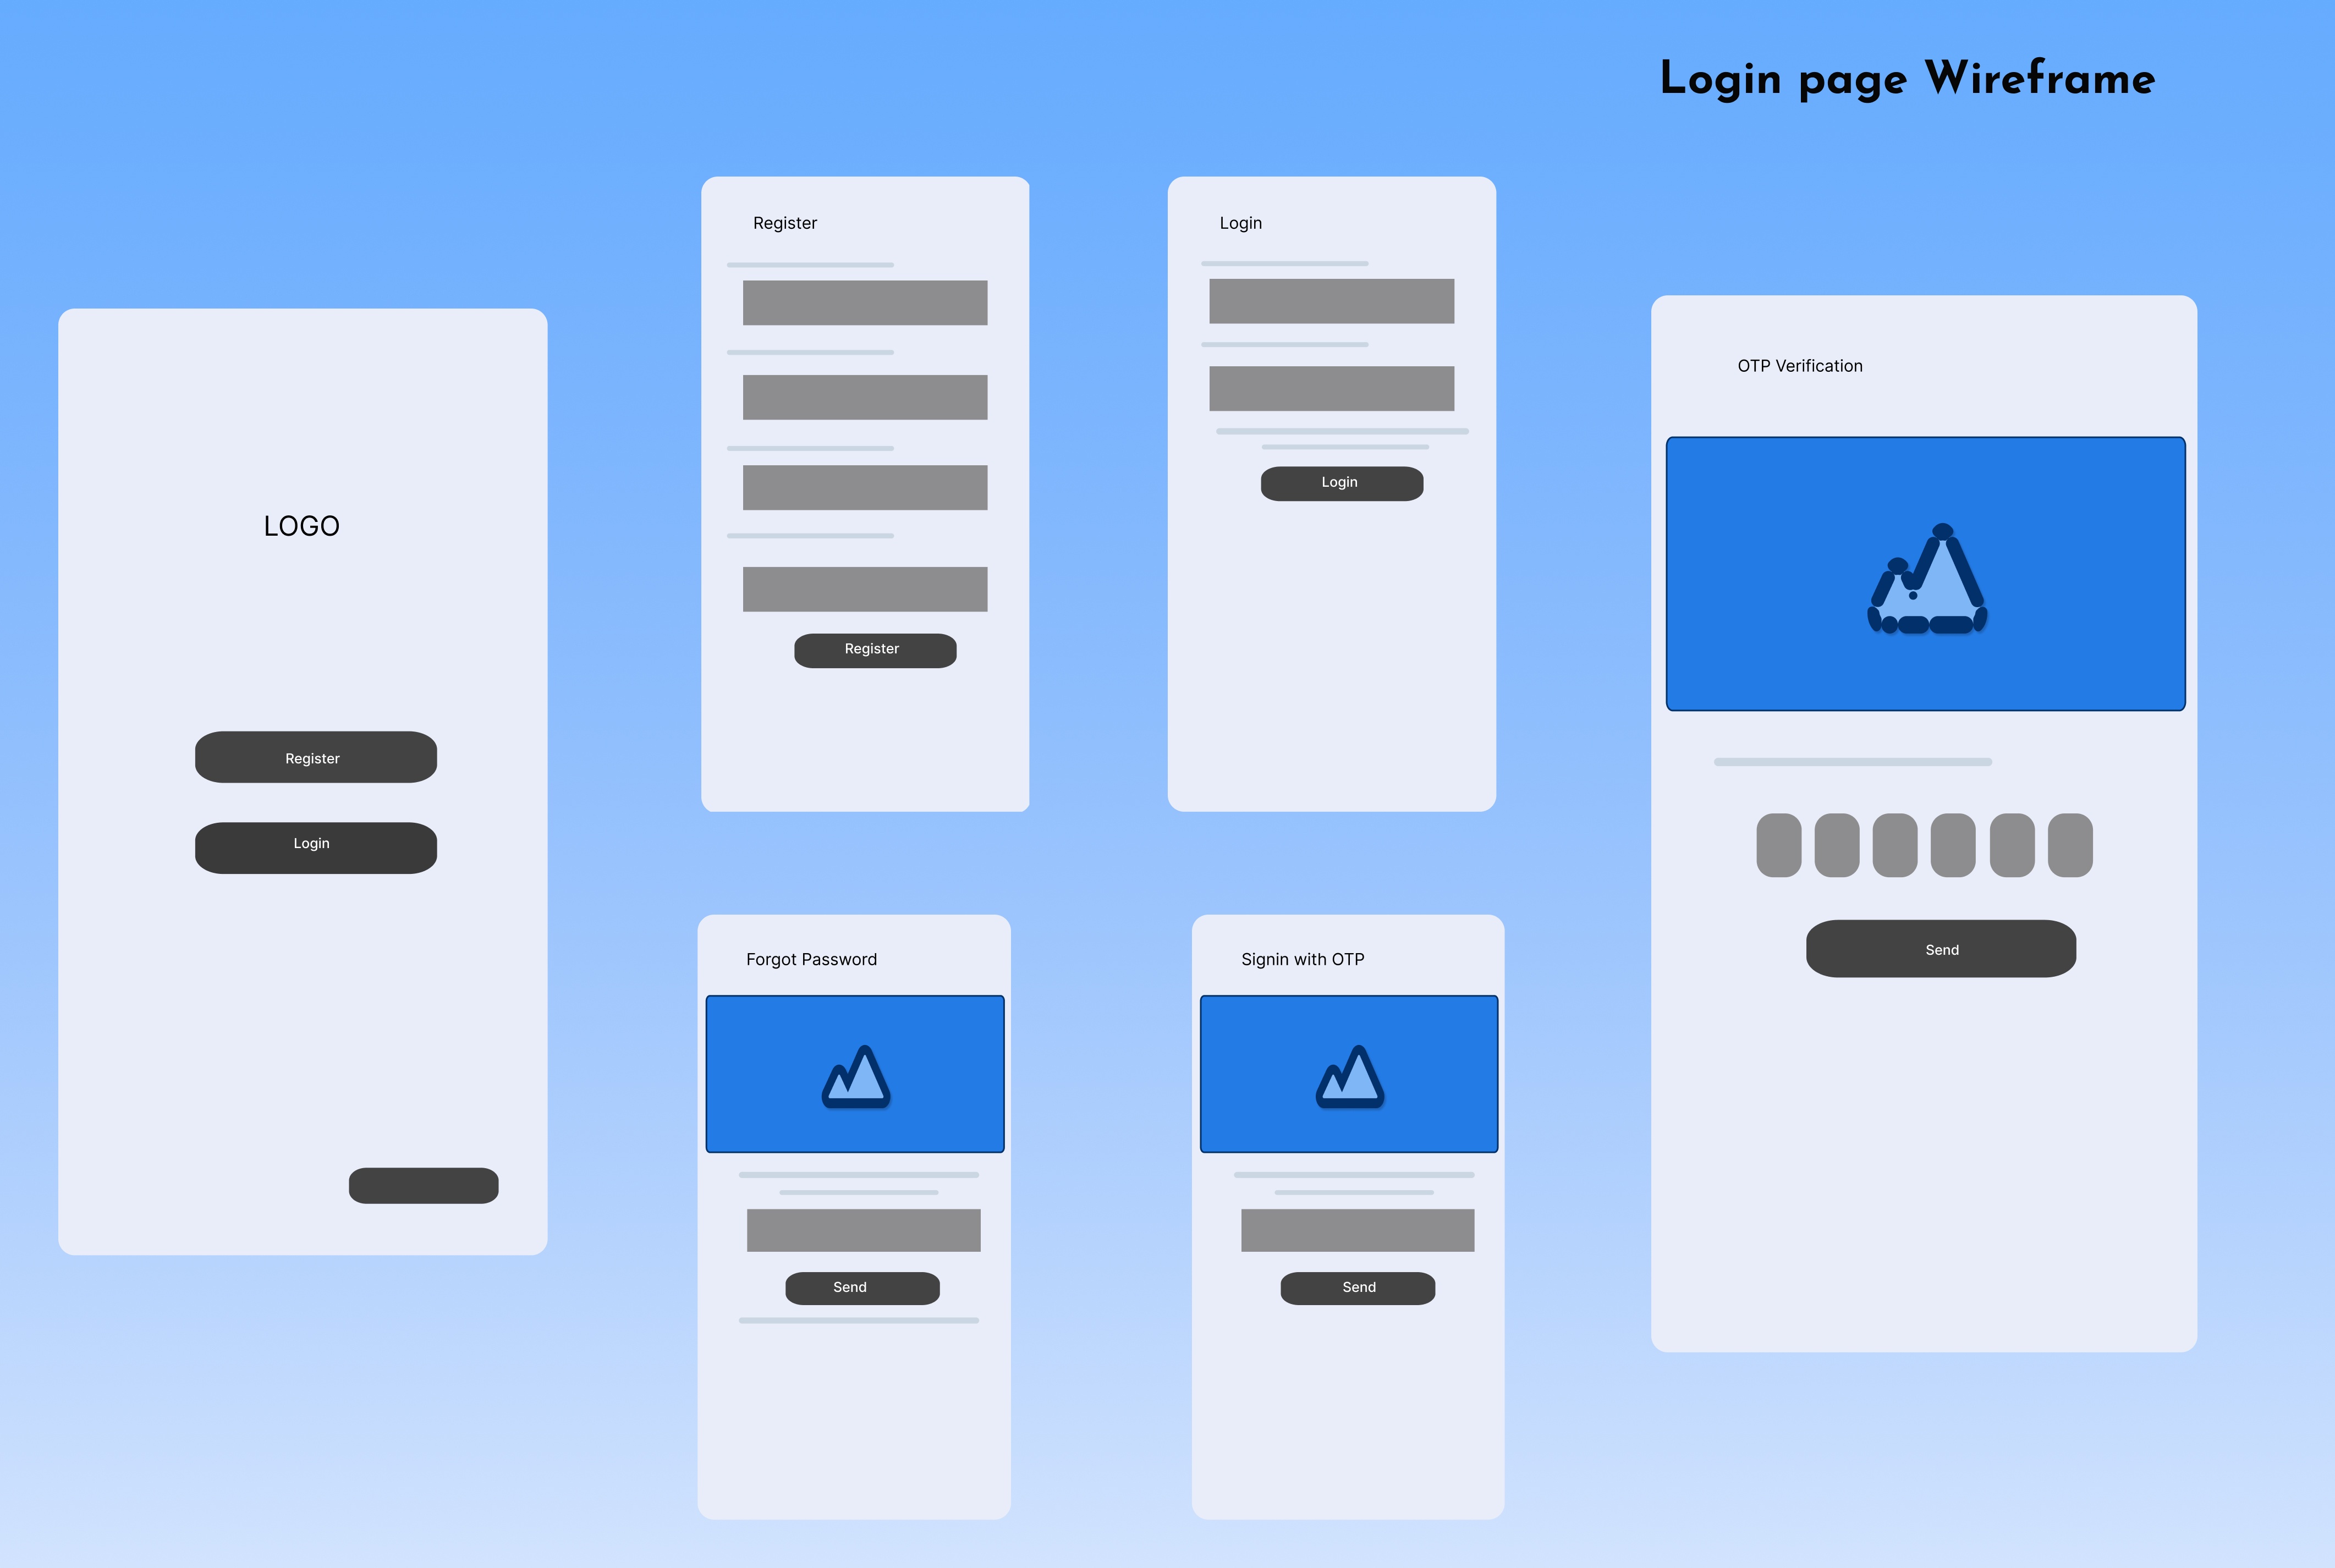 Login page Wireframe
LOGO
Register
Login
Register
Register
Login
Login
Forgot Password
Send
Signin with OTP
Send
OTP Verification
Send